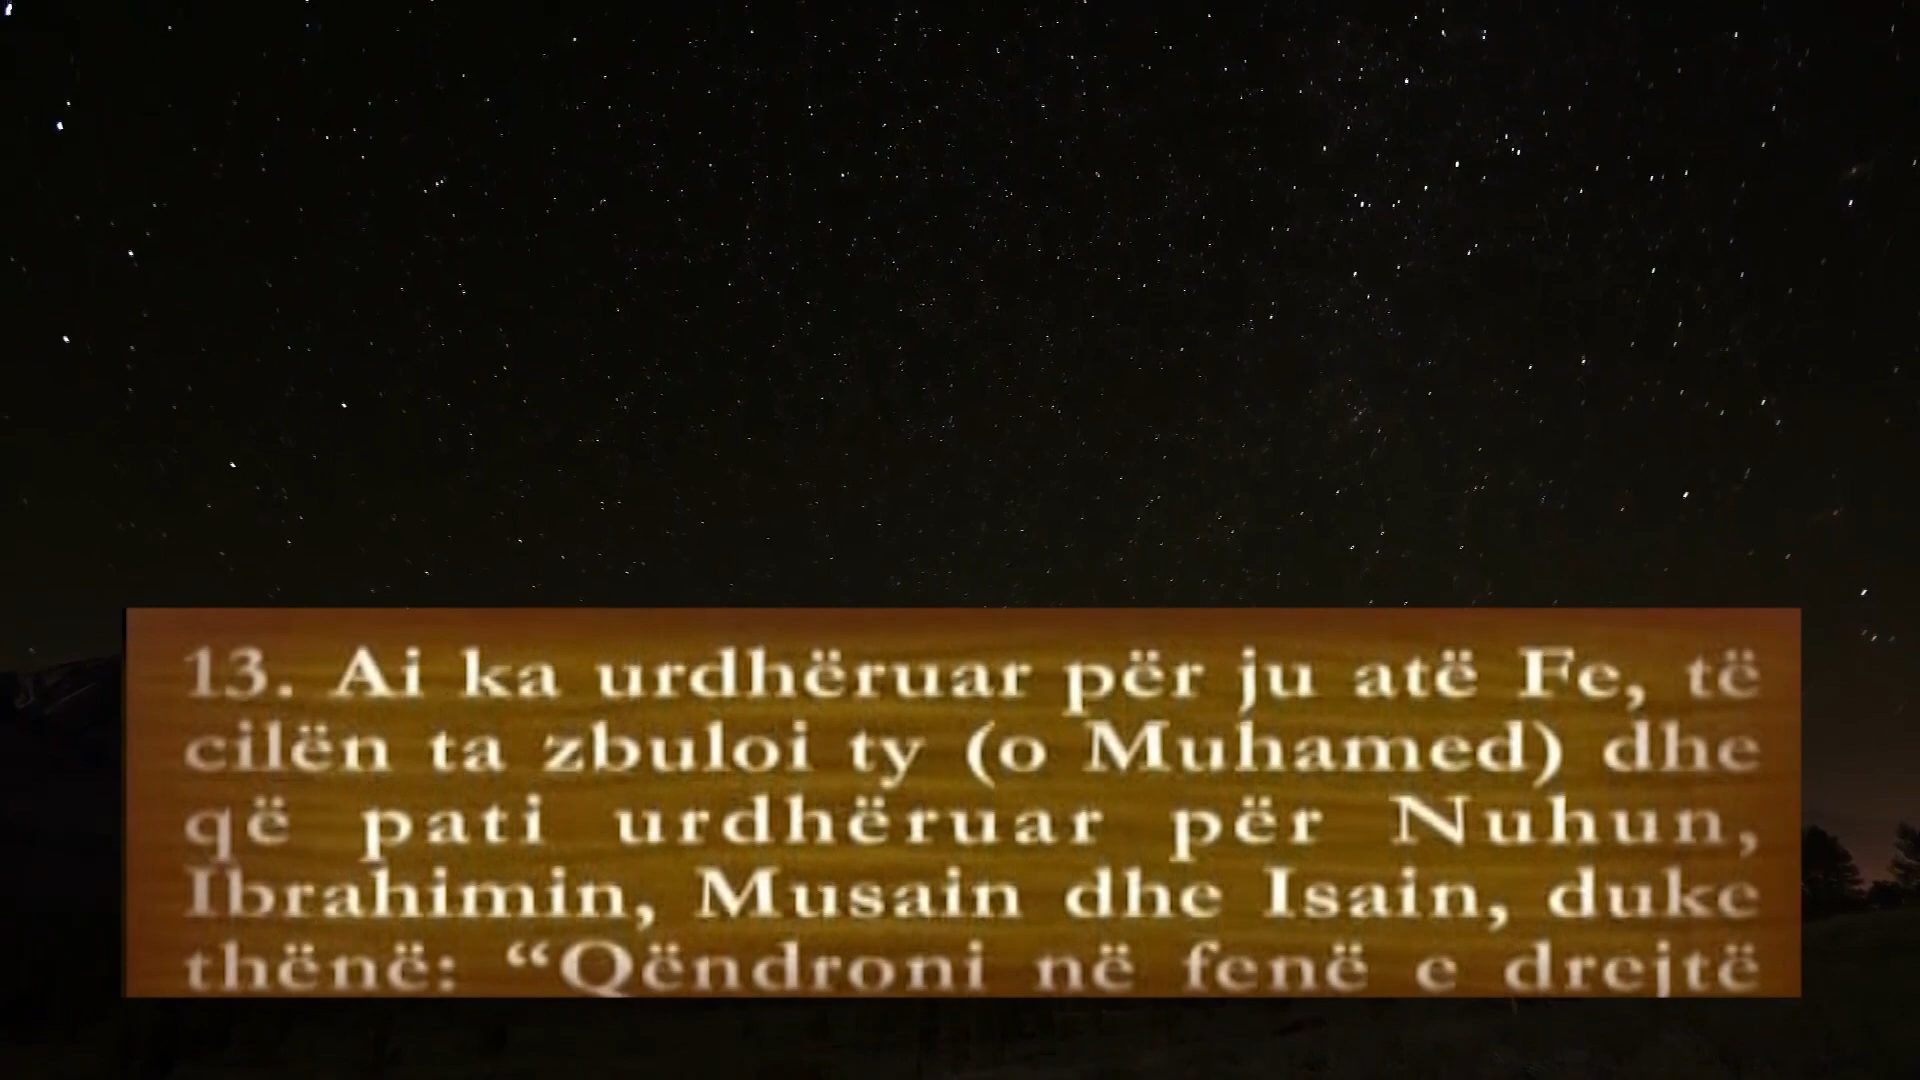 13. Ai ka urdhëruar për ju atë Fe, të
cilën ta zbuloi ty (o Muhamed) dhe
që pati urdhëruar për Nuhun,
Ibrahimin, Musain dhe Isain, duke
thënë: “Qëndroni në fenë e drejtë